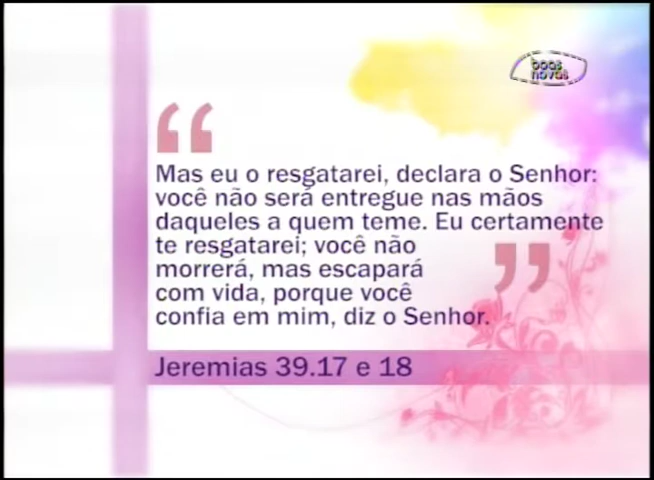 boas
novas
“
Mas eu o resgatarei, declara o Senhor:
você não será entregue nas mãos
daqueles a quem teme. Eu certamente
te resgatarei; você não
morrerá, mas escapará
com vida, porque você
confia em mim, diz o Senhor.
”
Jeremias 39.17 e 18